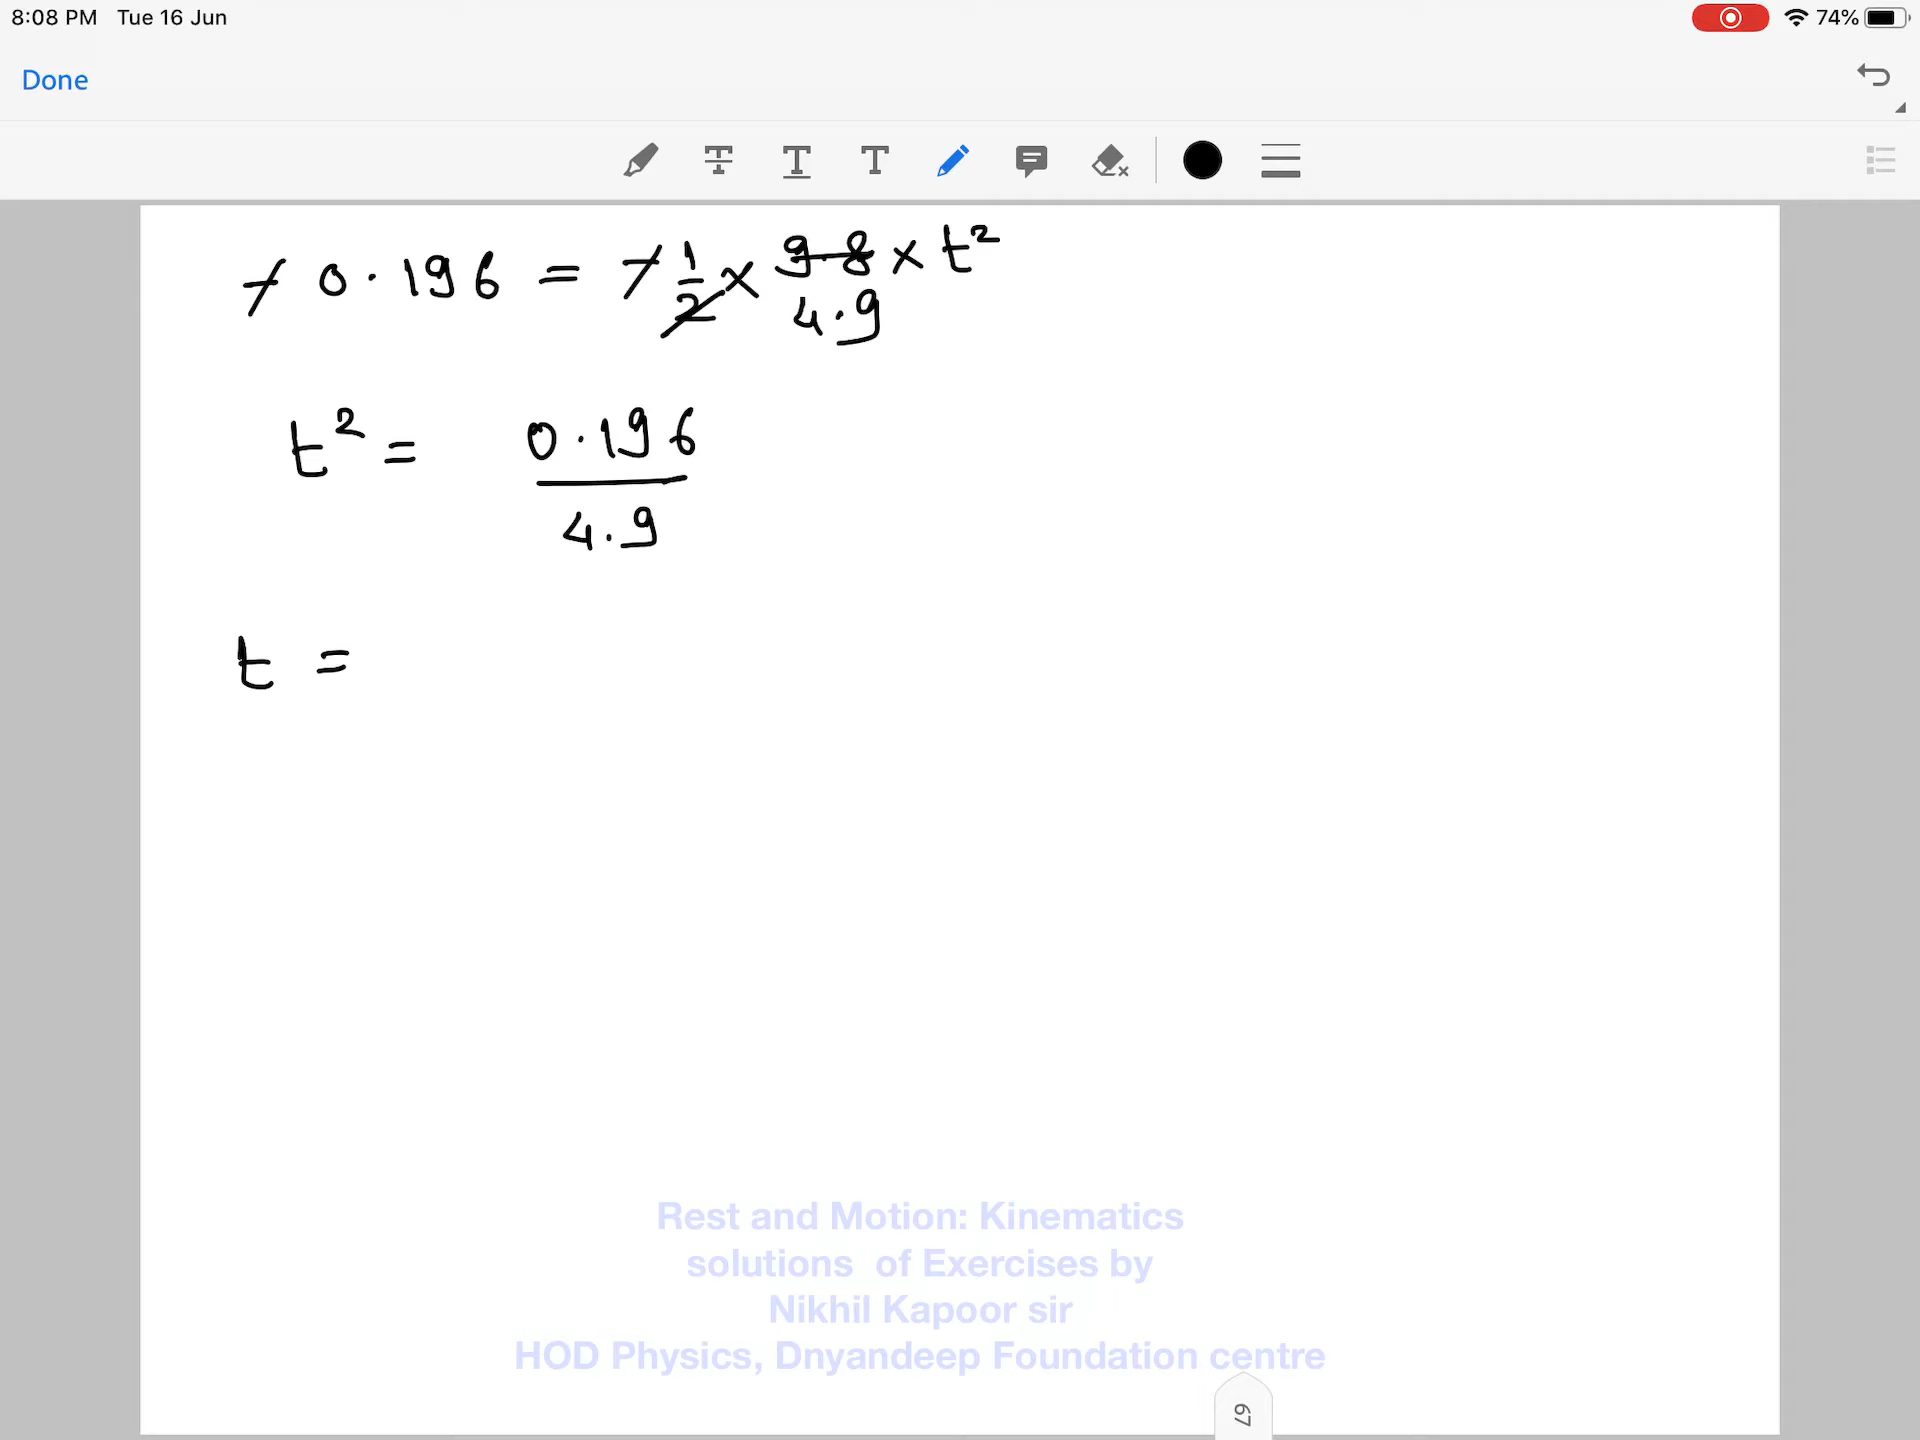 8:08 PM Tue 16 Jun 74%
Done
- 0.196 = - 1/2 × 9.8 × t²
4.9
t² = 0.196
4.9
t =
Rest and Motion: Kinematics
solutions of Exercises by
Nikhil Kapoor sir
HOD Physics, Dnyandeep Foundation centre
67